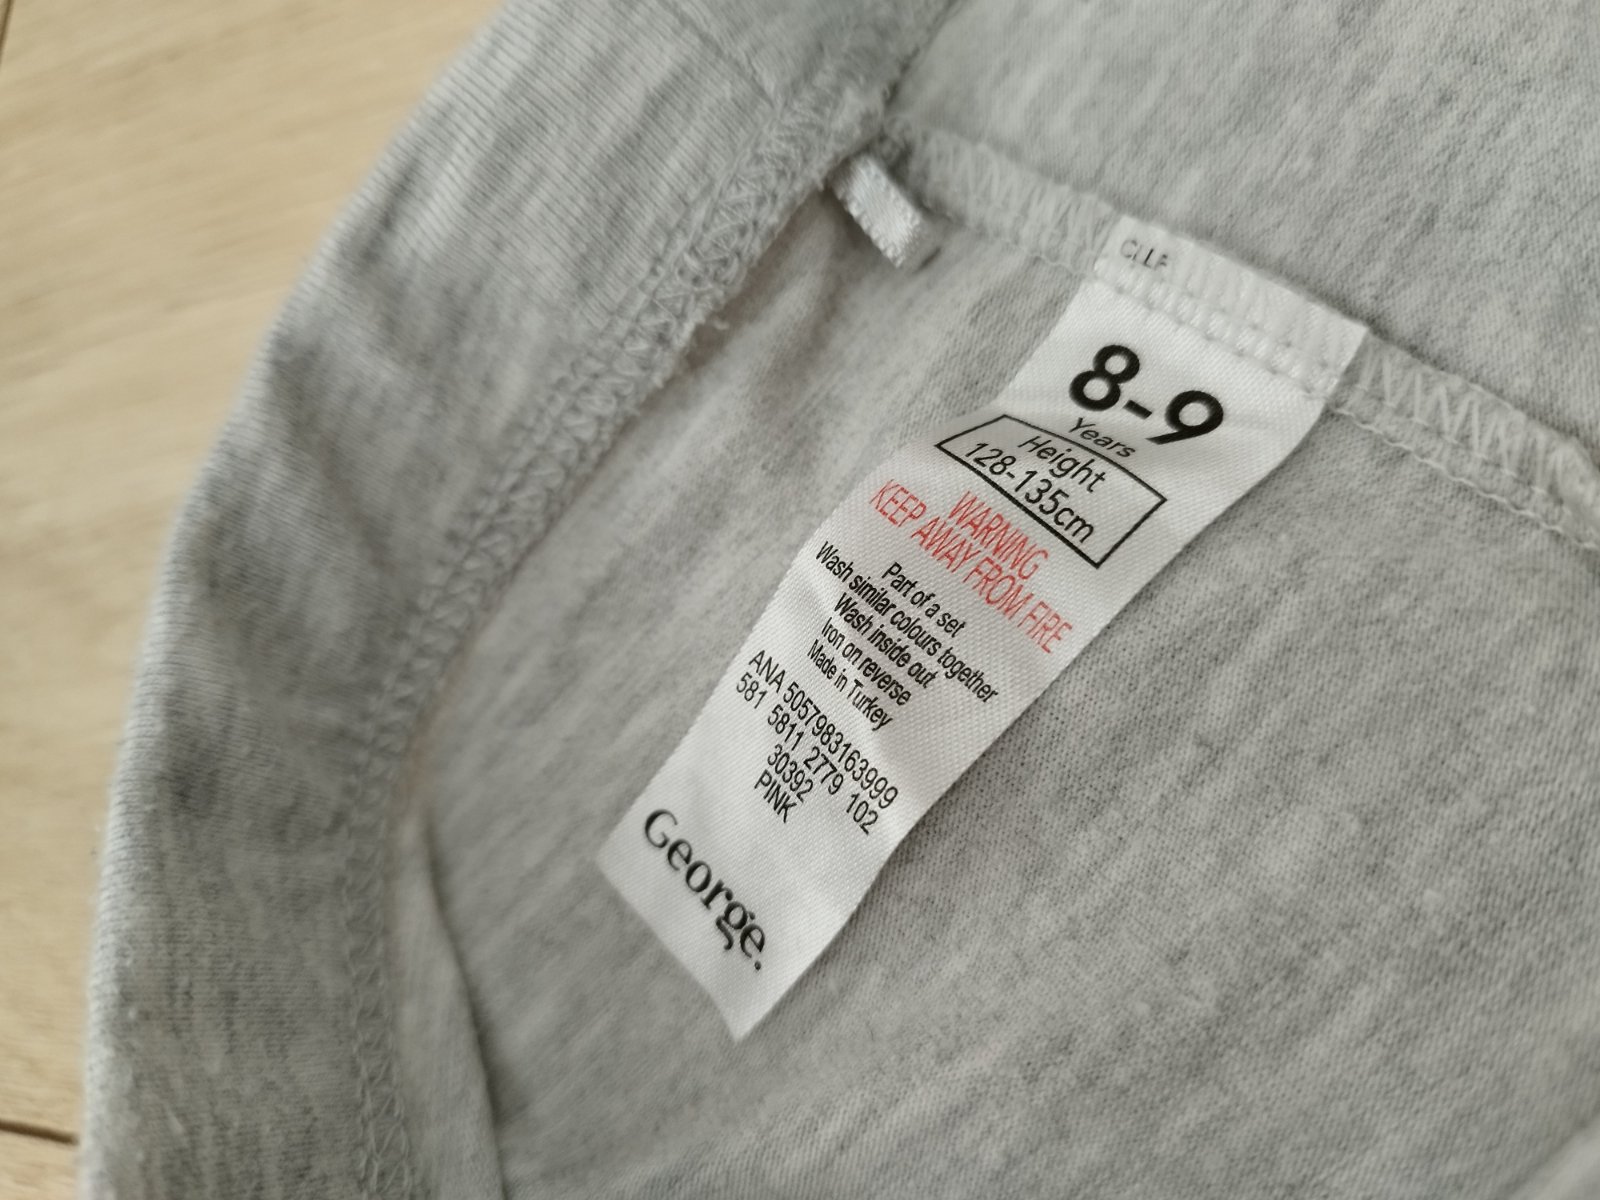 8-9
Years
Height
128-135cm
WARNING
KEEP AWAY FROM FIRE
Part of a set
Wash similar colours together
Wash inside out
Iron on reverse
Made in Turkey
ANA 5057983163999
581 5811 2779 102
30392
PINK
George.